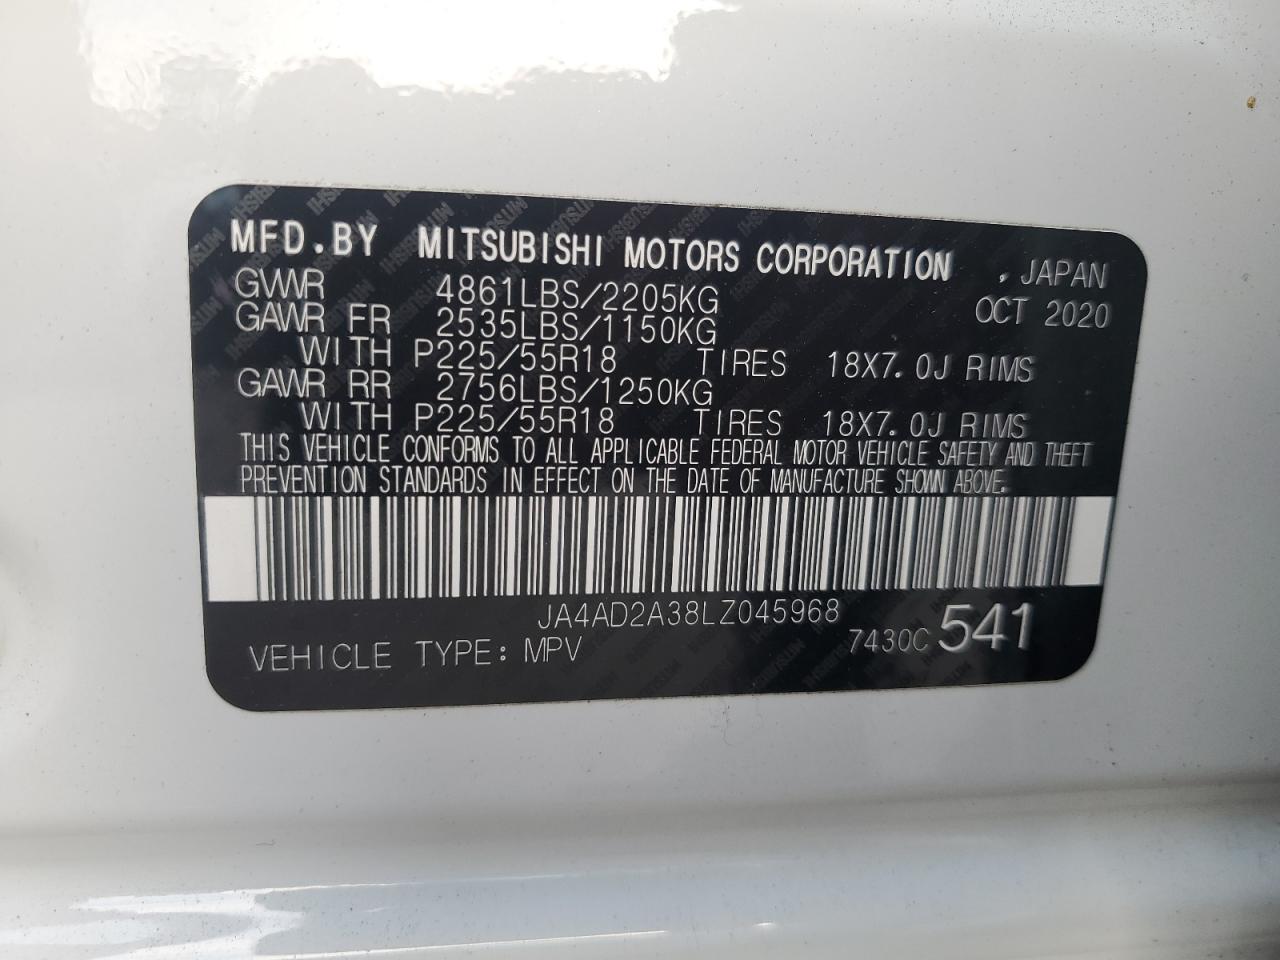 MFD.BY MITSUBISHI MOTORS CORPORATION , JAPAN
GVWR 4861LBS/2205KG OCT 2020
GAWR FR 2535LBS/1150KG
WITH P225/55R18 TIRES 18X7.0J RIMS
GAWR RR 2756LBS/1250KG
WITH P225/55R18 TIRES 18X7.0J RIMS
THIS VEHICLE CONFORMS TO ALL APPLICABLE FEDERAL MOTOR VEHICLE SAFETY AND THEFT
PREVENTION STANDARDS IN EFFECT ON THE DATE OF MANUFACTURE SHOWN ABOVE.
JA4AD2A38LZ045968
VEHICLE TYPE: MPV 7430C 541